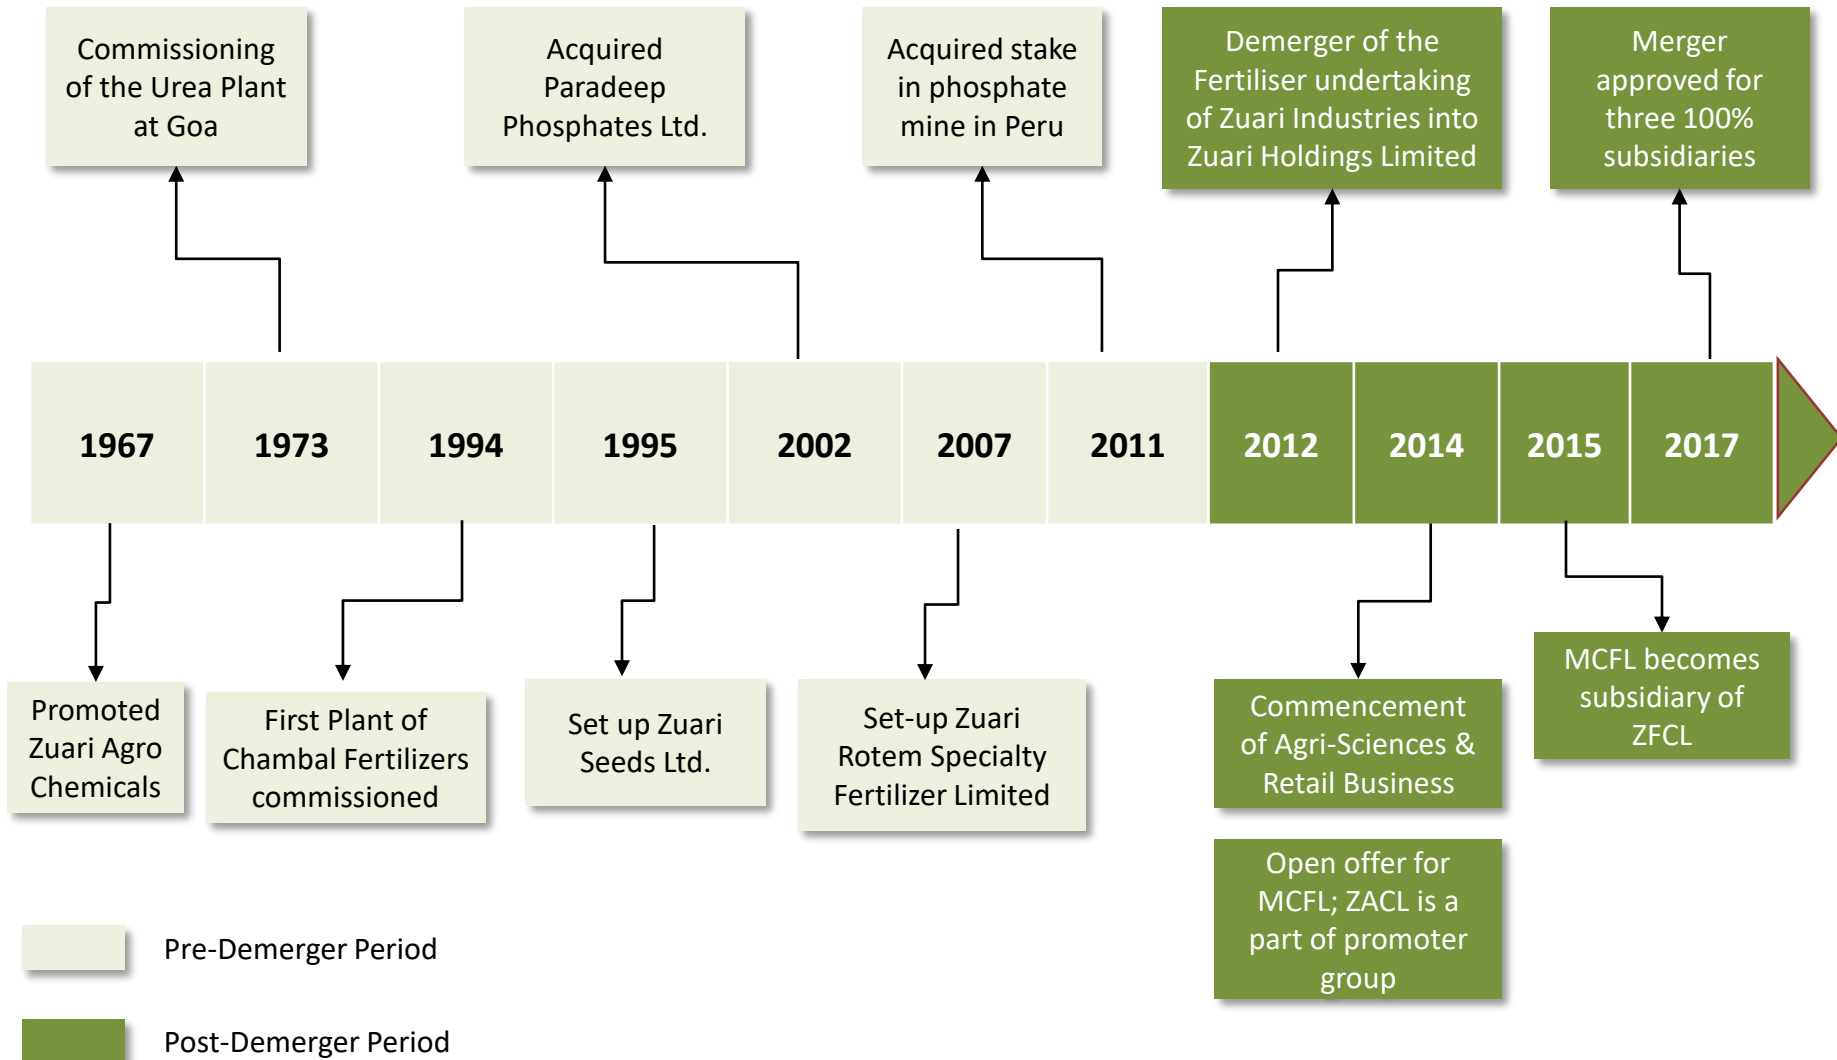 Commissioning
of the Urea Plant
at Goa
Acquired
Paradeep
Phosphates Ltd.
Acquired stake
in phosphate
mine in Peru
Demerger of the
Fertiliser undertaking
of Zuari Industries into
Zuari Holdings Limited
Merger
approved for
three 100%
subsidiaries
1967
1973
1994
1995
2002
2007
2011
2012
2014
2015
2017
Promoted
Zuari Agro
Chemicals
First Plant of
Chambal Fertilizers
commissioned
Set up Zuari
Seeds Ltd.
Set-up Zuari
Rotem Specialty
Fertilizer Limited
Commencement
of Agri-Sciences &
Retail Business
MCFL becomes
subsidiary of
ZFCL
Open offer for
MCFL; ZACL is a
part of promoter
group
Pre-Demerger Period
Post-Demerger Period